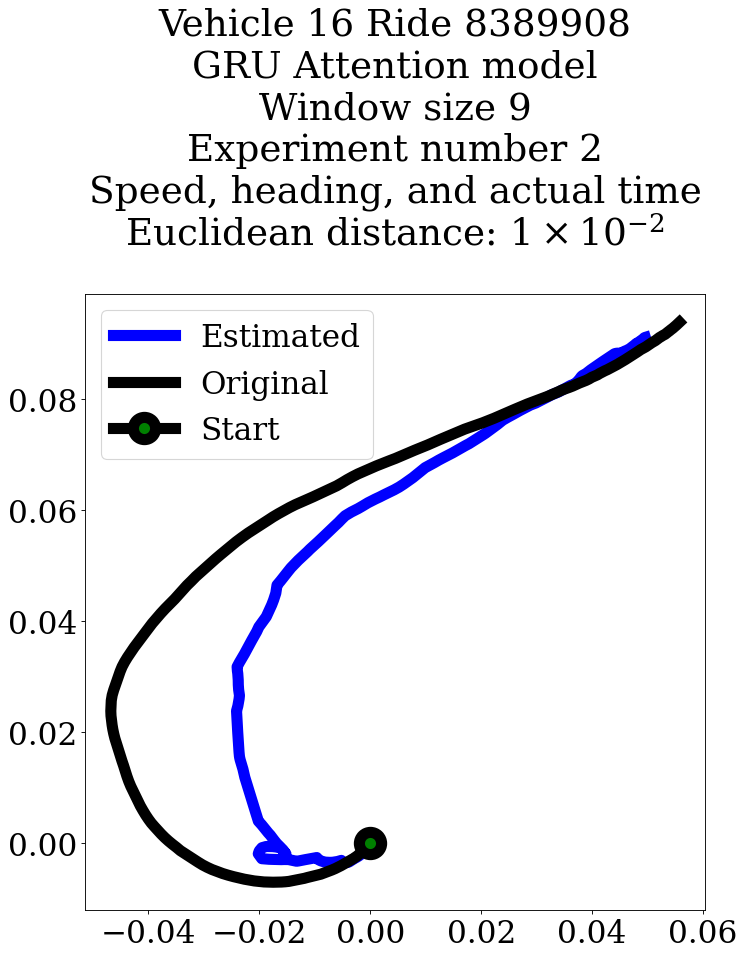 Vehicle 16 Ride 8389908
GRU Attention model
Window size 9
Experiment number 2
Speed, heading, and actual time
Euclidean distance: 1 × 10⁻²
Estimated
Original
Start
0.08
0.06
0.04
0.02
0.00
−0.04 −0.02 0.00 0.02 0.04 0.06